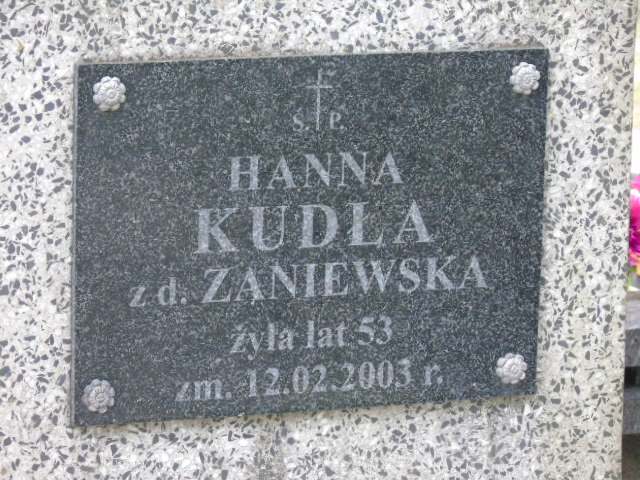 Ś. P.
HANNA
KUDŁA
z d. ZANIEWSKA
żyła lat 53
zm. 12.02.2003 r.